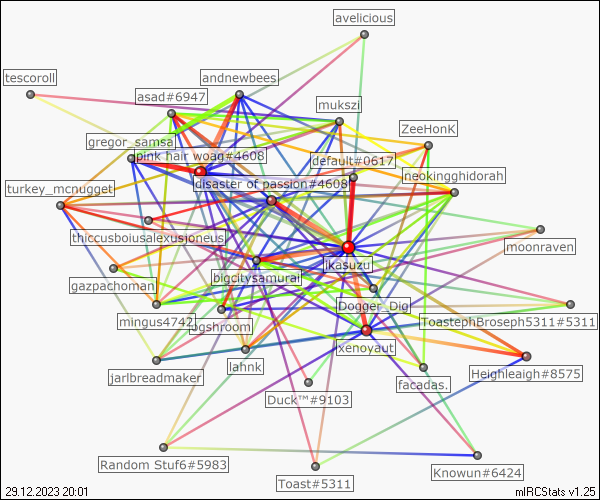 avelicious
tescoroll
andnewbees
asad#6947
mukszi
ZeeHonK
gregor_samsa
pink hair woag#4608
default#0617
neokingghidorah
turkey_mcnugget
disaster of passion#4608
thiccusboiusalexusjoneus
moonraven
jkasuzu
bigcitysamurai
gazpachoman
Dogger_Dig
mingus4742
ugshroom
ToastephBroseph5311#5311
xenoyaut
jarlbreadmaker
lahnk
facadas.
Heighleaigh#8575
Duck™#9103
Random Stuf6#5983
Knowun#6424
Toast#5311
29.12.2023 20:01
mIRCStats v1.25